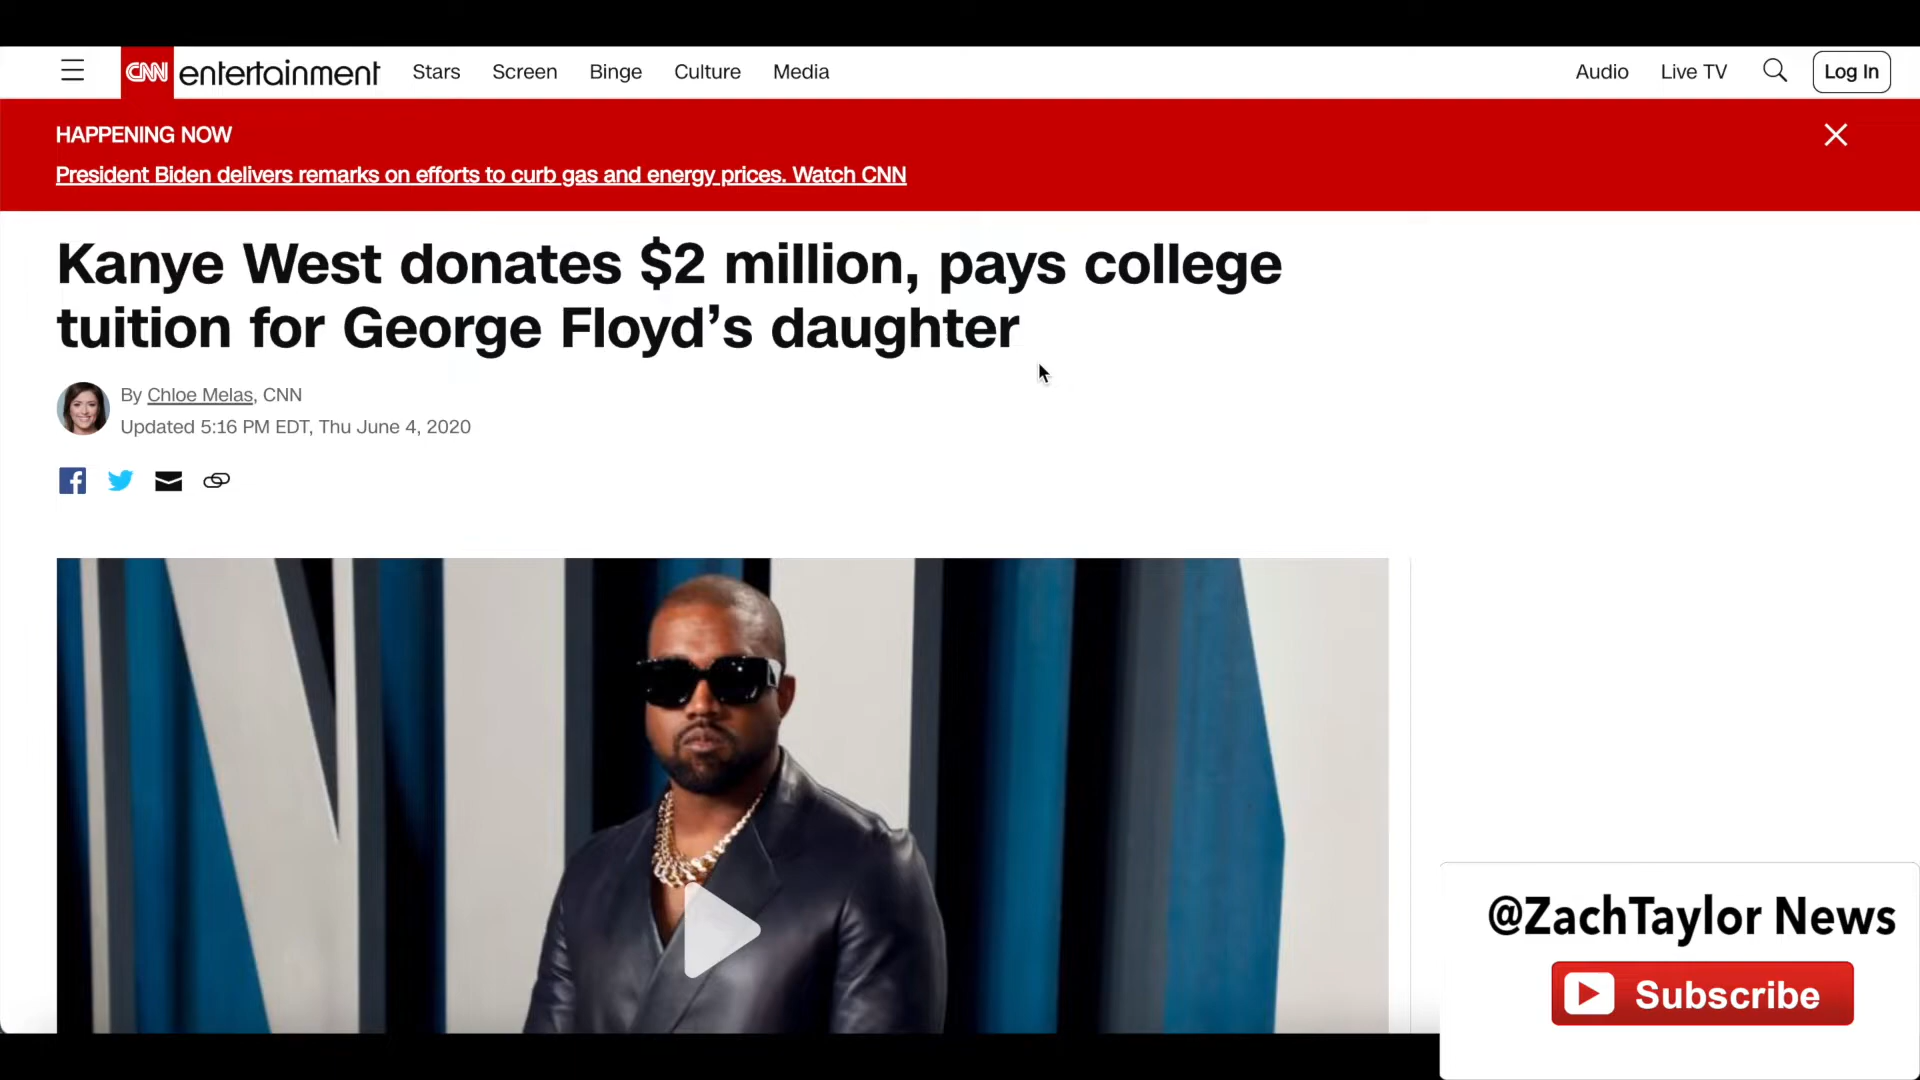 CNN entertainment Stars Screen Binge Culture Media Audio Live TV Log In
HAPPENING NOW
President Biden delivers remarks on efforts to curb gas and energy prices. Watch CNN
Kanye West donates $2 million, pays college
tuition for George Floyd’s daughter
By Chloe Melas, CNN
Updated 5:16 PM EDT, Thu June 4, 2020
@ZachTaylor News
Subscribe